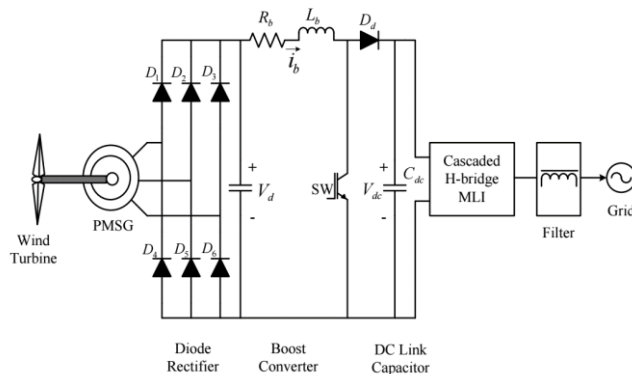 R_b L_b D_d
i_b
D_1 D_2 D_3
+
V_d
-
SW
+
V_dc
-
C_dc
Cascaded
H-bridge
MLI
Filter
Grid
PMSG
Wind
Turbine
D_4 D_5 D_6
Diode
Rectifier
Boost
Converter
DC Link
Capacitor